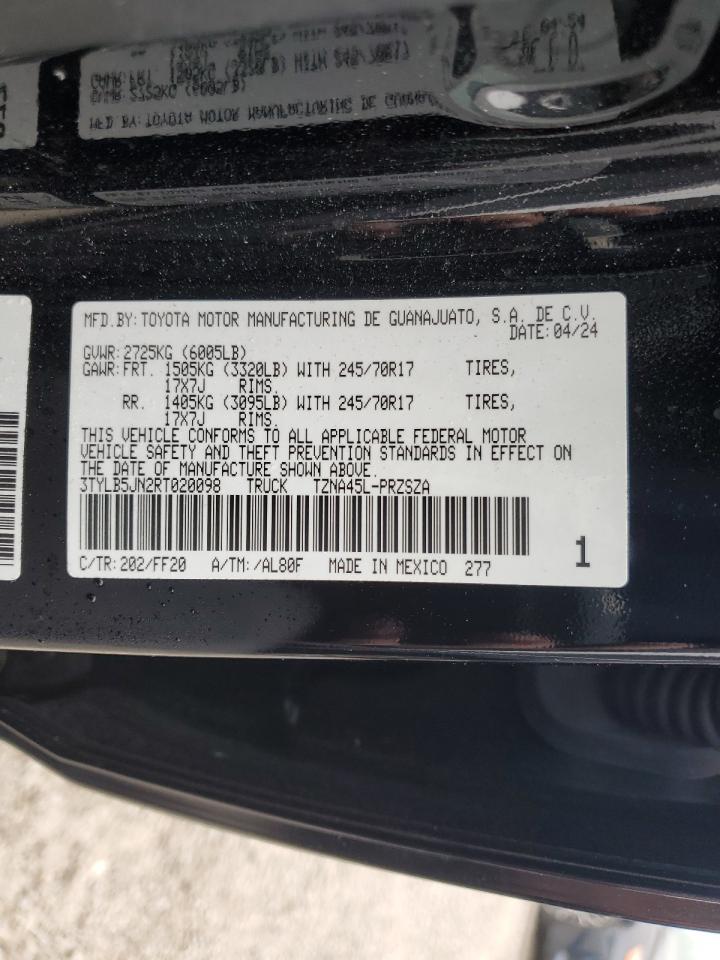 MFD.BY:TOYOTA MOTOR MANUFACTURING DE GUANAJUATO, S.A. DE C.V.
DATE:04/24
GVWR:2725KG (6005LB)
GAWR:FRT. 1505KG (3320LB) WITH 245/70R17 TIRES,
17X7J RIMS.
RR. 1405KG (3095LB) WITH 245/70R17 TIRES,
17X7J RIMS.
THIS VEHICLE CONFORMS TO ALL APPLICABLE FEDERAL MOTOR
VEHICLE SAFETY AND THEFT PREVENTION STANDARDS IN EFFECT ON
THE DATE OF MANUFACTURE SHOWN ABOVE.
3TYLB5JN2RT020098 TRUCK TZNA45L-PRZSZA
1
C/TR:202/FF20 A/TM:/AL80F MADE IN MEXICO 277